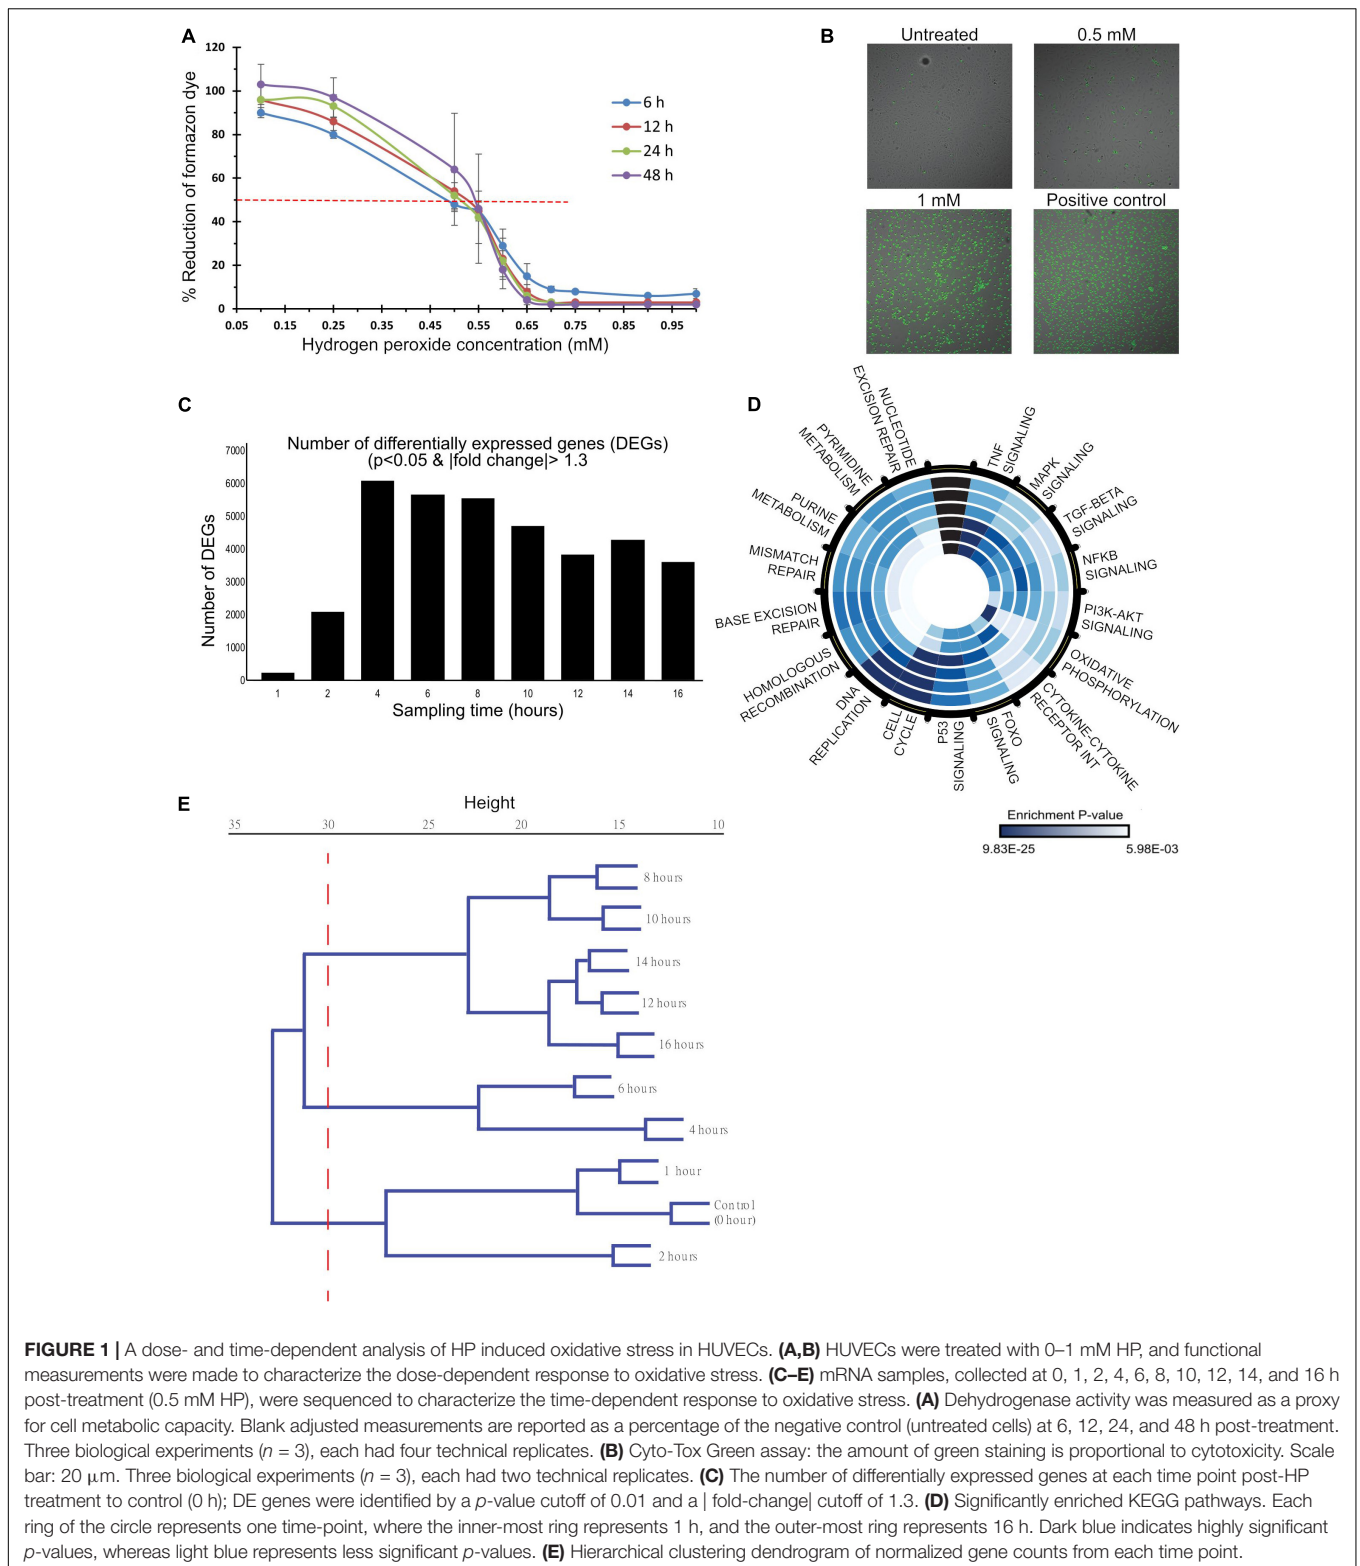 A
120
100
80
60
40
20
0
% Reduction of formazon dye
0.05 0.15 0.25 0.35 0.45 0.55 0.65 0.75 0.85 0.95
Hydrogen peroxide concentration (mM)
6 h
12 h
24 h
48 h
B
Untreated
0.5 mM
1 mM
Positive control
C
Number of differentially expressed genes (DEGs)
(p<0.05 & |fold change|> 1.3
7000
6000
5000
4000
3000
2000
1000
0
Number of DEGs
1 2 4 6 8 10 12 14 16
Sampling time (hours)
D
TNF
SIGNALING
MAPK
SIGNALING
TGF-BETA
SIGNALING
NFKB
SIGNALING
PI3K-AKT
SIGNALING
OXIDATIVE
PHOSPHORYLATION
CYTOKINE-CYTOKINE
RECEPTOR INT
FOXO
SIGNALING
P53
SIGNALING
CELL
CYCLE
DNA
REPLICATION
HOMOLOGOUS
RECOMBINATION
BASE EXCISION
REPAIR
MISMATCH
REPAIR
PURINE
METABOLISM
PYRIMIDINE
METABOLISM
NUCLEOTIDE
EXCISION REPAIR
Enrichment P-value
9.83E-25 5.98E-03
E
Height
35 30 25 20 15 10
8 hours
10 hours
14 hours
12 hours
16 hours
6 hours
4 hours
1 hour
Control
(0 hour)
2 hours
FIGURE 1 | A dose- and time-dependent analysis of HP induced oxidative stress in HUVECs. (A,B) HUVECs were treated with 0–1 mM HP, and functional
measurements were made to characterize the dose-dependent response to oxidative stress. (C–E) mRNA samples, collected at 0, 1, 2, 4, 6, 8, 10, 12, 14, and 16 h
post-treatment (0.5 mM HP), were sequenced to characterize the time-dependent response to oxidative stress. (A) Dehydrogenase activity was measured as a proxy
for cell metabolic capacity. Blank adjusted measurements are reported as a percentage of the negative control (untreated cells) at 6, 12, 24, and 48 h post-treatment.
Three biological experiments (n = 3), each had four technical replicates. (B) Cyto-Tox Green assay: the amount of green staining is proportional to cytotoxicity. Scale
bar: 20 μm. Three biological experiments (n = 3), each had two technical replicates. (C) The number of differentially expressed genes at each time point post-HP
treatment to control (0 h); DE genes were identified by a p-value cutoff of 0.01 and a | fold-change| cutoff of 1.3. (D) Significantly enriched KEGG pathways. Each
ring of the circle represents one time-point, where the inner-most ring represents 1 h, and the outer-most ring represents 16 h. Dark blue indicates highly significant
p-values, whereas light blue represents less significant p-values. (E) Hierarchical clustering dendrogram of normalized gene counts from each time point.